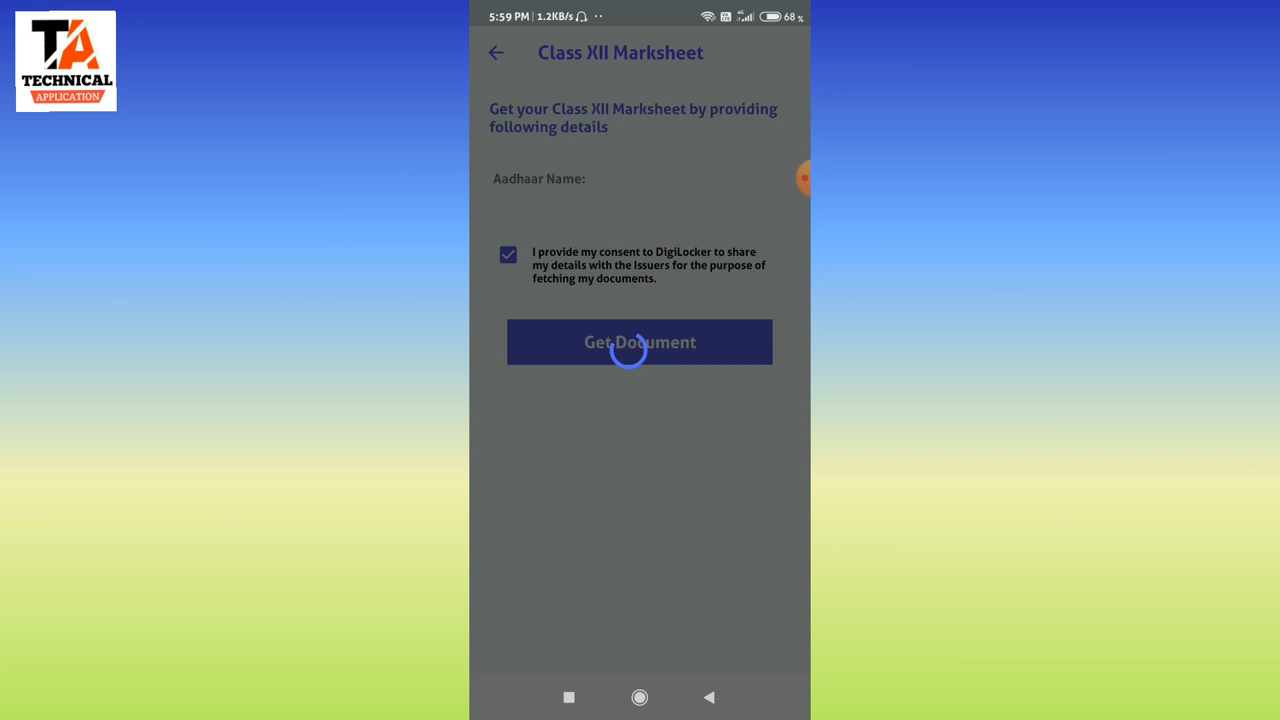 TA
TECHNICAL
APPLICATION
5:59 PM | 1.2KB/s
4G
68 %
Class XII Marksheet
Get your Class XII Marksheet by providing
following details
Aadhaar Name:
I provide my consent to DigiLocker to share
my details with the Issuers for the purpose of
fetching my documents.
Get Document